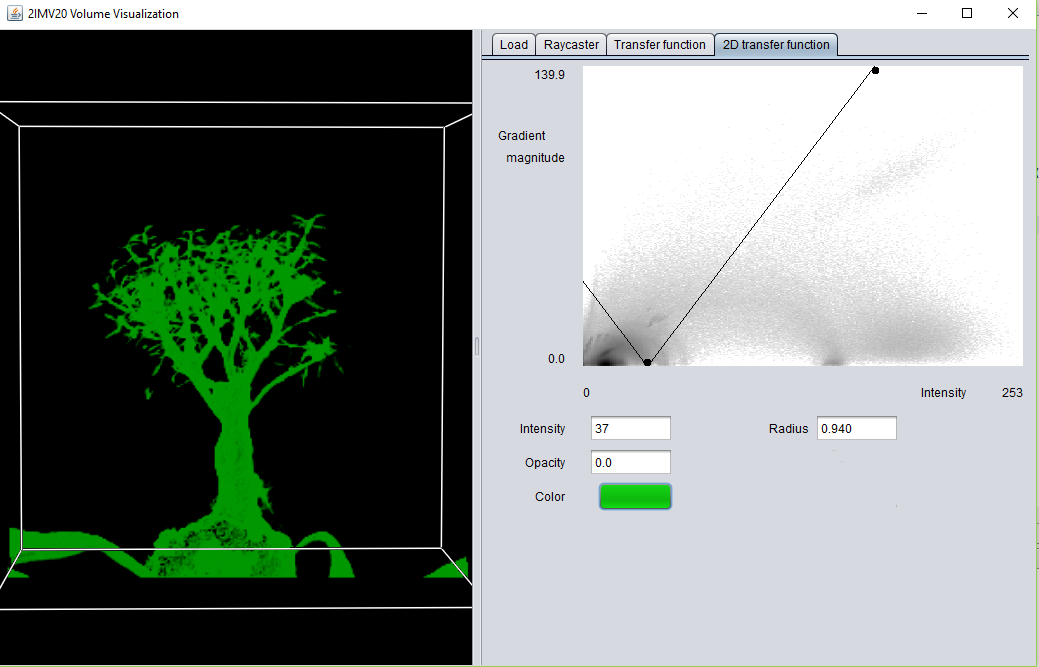 2IMV20 Volume Visualization
Load Raycaster Transfer function 2D transfer function
139.9
Gradient
magnitude
0.0
0 Intensity 253
Intensity 37 Radius 0.940
Opacity 0.0
Color